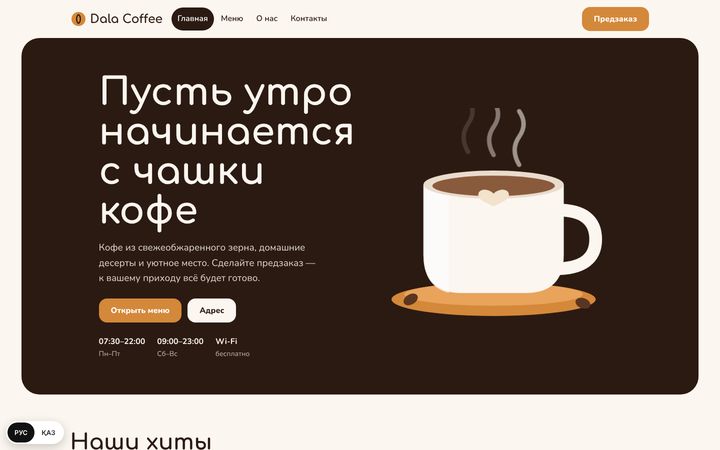 Dala Coffee
Главная
Меню
О нас
Контакты
Предзаказ
Пусть утро
начинается
с чашки
кофе
Кофе из свежеобжаренного зерна, домашние
десерты и уютное место. Сделайте предзаказ —
к вашему приходу всё будет готово.
Открыть меню
Адрес
07:30–22:00
Пн–Пт
09:00–23:00
Сб–Вс
Wi-Fi
бесплатно
РУС
ҚАЗ
Наши хиты